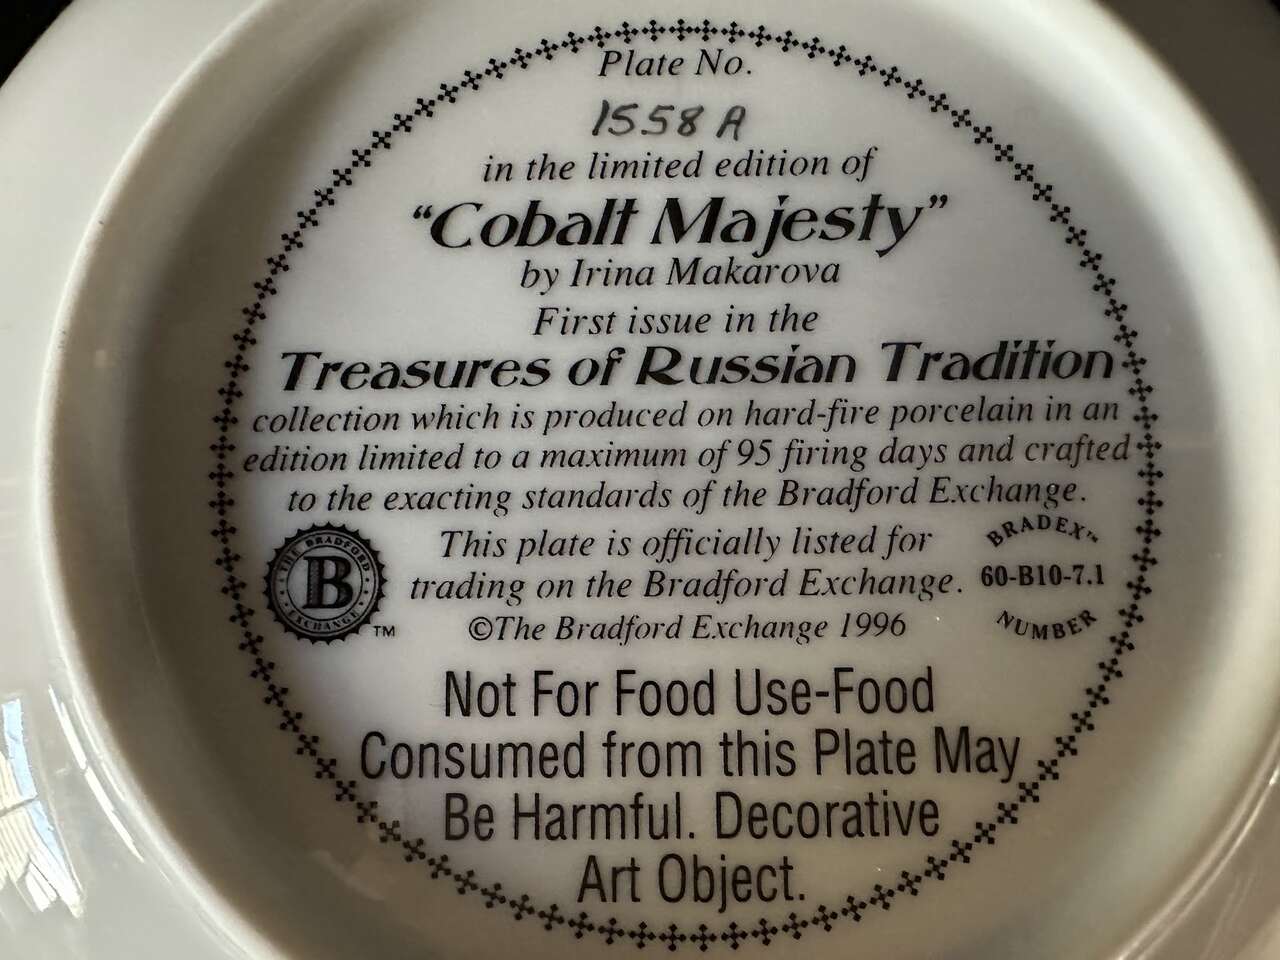 Plate No.
1558 A
in the limited edition of
"Cobalt Majesty"
by Irina Makarova
First issue in the
Treasures of Russian Tradition
collection which is produced on hard-fire porcelain in an
edition limited to a maximum of 95 firing days and crafted
to the exacting standards of the Bradford Exchange.
This plate is officially listed for
trading on the Bradford Exchange.
©The Bradford Exchange 1996
THE BRADFORD
B
EXCHANGE
TM
BRADEX™
60-B10-7.1
NUMBER
Not For Food Use-Food
Consumed from this Plate May
Be Harmful. Decorative
Art Object.